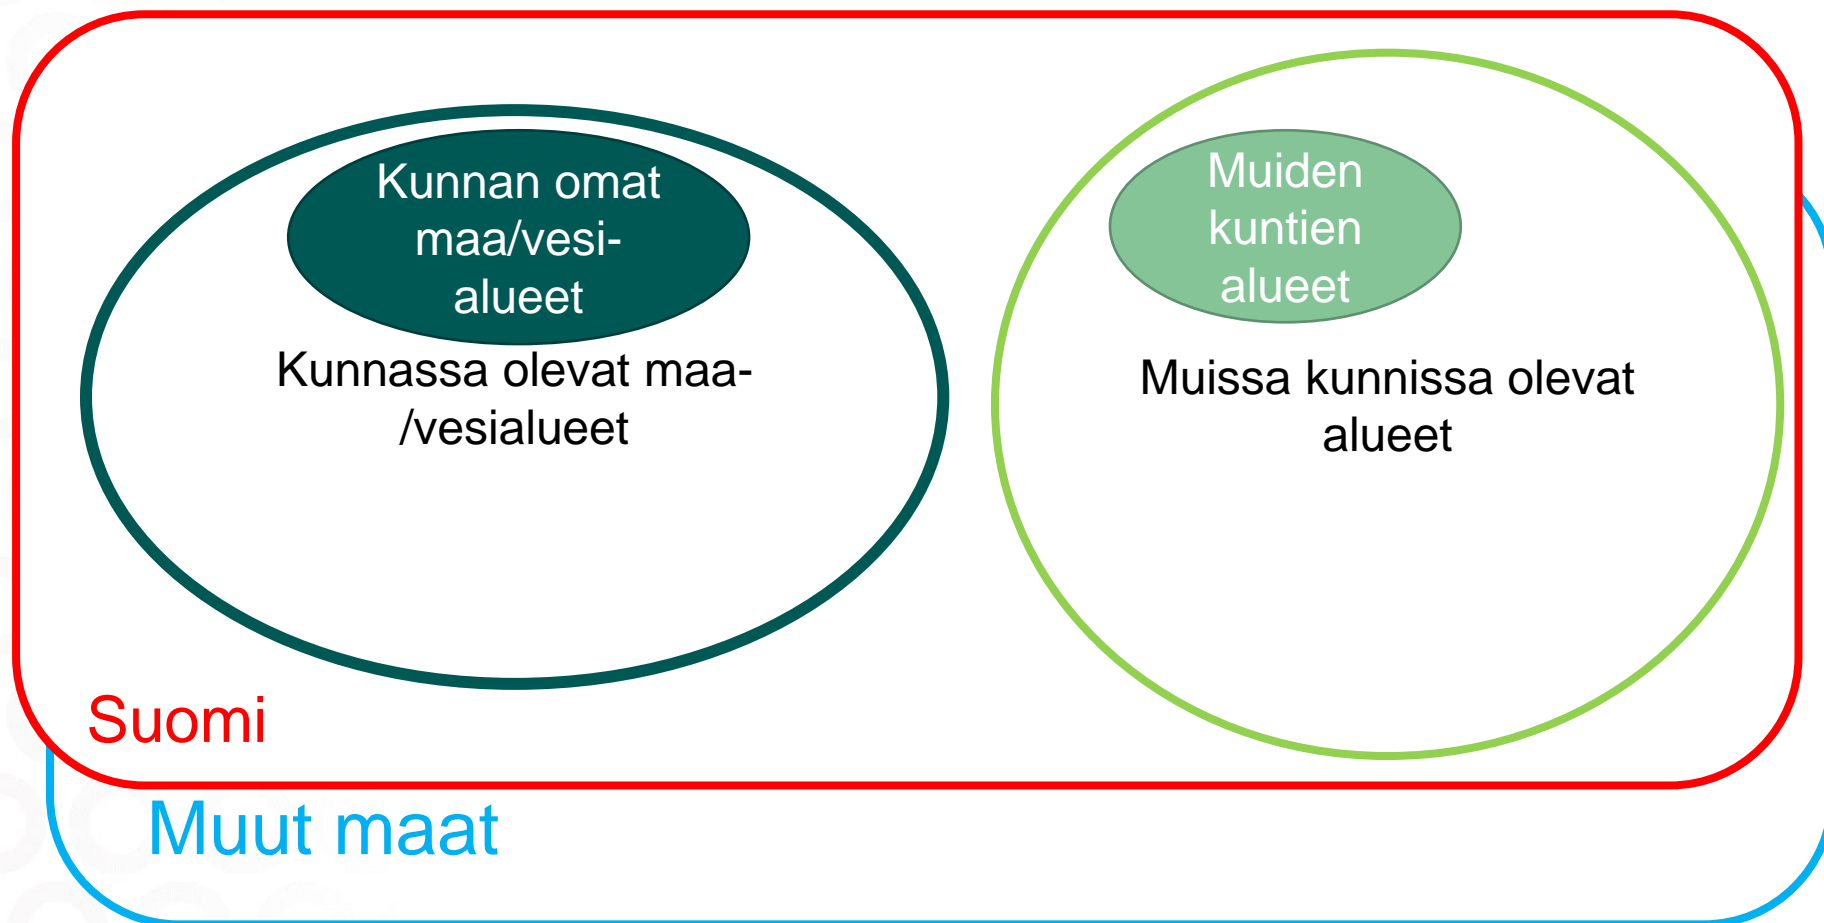 Kunnan omat
maa/vesi-
alueet
Kunnassa olevat maa-
/vesialueet
Muiden
kuntien
alueet
Muissa kunnissa olevat
alueet
Suomi
Muut maat